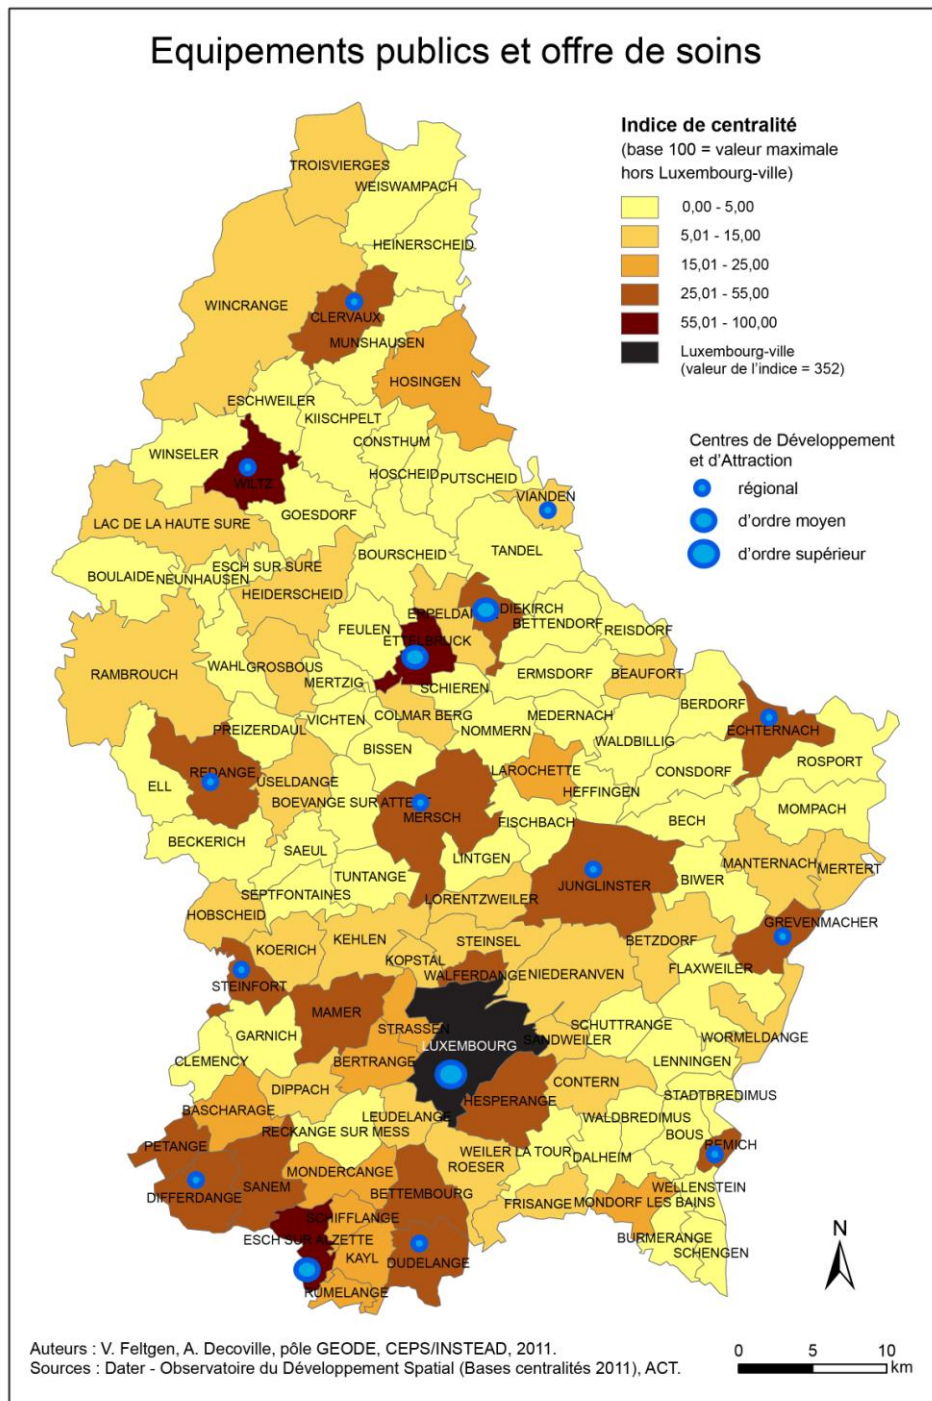 Equipements publics et offre de soins
Indice de centralité
(base 100 = valeur maximale
hors Luxembourg-ville)
0,00 - 5,00
5,01 - 15,00
15,01 - 25,00
25,01 - 55,00
55,01 - 100,00
Luxembourg-ville
(valeur de l'indice = 352)
Centres de Développement
et d'Attraction
régional
d'ordre moyen
d'ordre supérieur
TROISVIERGES
WEISWAMPACH
HEINERSCHEID
WINCRANGE
CLERVAUX
MUNSHAUSEN
HOSINGEN
ESCHWEILER
KIISCHPELT
CONSTHUM
WINSELER
HOSCHEID
PUTSCHEID
WILTZ
VIANDEN
GOESDORF
LAC DE LA HAUTE SURE
BOURSCHEID
TANDEL
ESCH SUR SURE
BOULAIDE
NEUNHAUSEN
HEIDERSCHEID
ERPELDA
DIEKIRCH
BETTENDORF
FEULEN
ETTELBRUCK
REISDORF
RAMBROUCH
WAHL
GROSBOUS
MERTZIG
SCHIEREN
ERMSDORF
BEAUFORT
BERDORF
COLMAR BERG
VICHTEN
PREIZERDAUL
NOMMERN
MEDERNACH
WALDBILLIG
ECHTERNACH
BISSEN
ROSPORT
REDANGE
USELDANGE
LAROCHETTE
CONSDORF
ELL
HEFFINGEN
BOEVANGE SUR ATTE
MOMPACH
MERSCH
FISCHBACH
BECH
BECKERICH
SAEUL
LINTGEN
MANTERNACH
MERTERT
TUNTANGE
JUNGLINSTER
BIWER
SEPTFONTAINES
LORENTZWEILER
HOBSCHEID
GREVENMACHER
KOERICH
KEHLEN
STEINSEL
BETZDORF
KOPSTAL
WALFERDANGE
NIEDERANVEN
FLAXWEILER
STEINFORT
MAMER
STRASSEN
SCHUTTRANGE
GARNICH
LUXEMBOURG
SANDWEILER
WORMELDANGE
CLEMENCY
BERTRANGE
LENNINGEN
DIPPACH
CONTERN
STADTBREDIMUS
BASCHARAGE
HESPERANGE
LEUDELANGE
WALDBREDIMUS
RECKANGE SUR MESS
BOUS
PETANGE
WEILER LA TOUR
REMICH
ROESER
DALHEIM
MONDERCANGE
DIFFERDANGE
SANEM
BETTEMBOURG
WELLENSTEIN
FRISANGE
MONDORF LES BAINS
SCHIFFLANGE
ESCH SUR ALZETTE
BURMERANGE
SCHENGEN
KAYL
DUDELANGE
RUMELANGE
N
Auteurs : V. Feltgen, A. Decoville, pôle GEODE, CEPS/INSTEAD, 2011.
Sources : Dater - Observatoire du Développement Spatial (Bases centralités 2011), ACT.
0 5 10
km